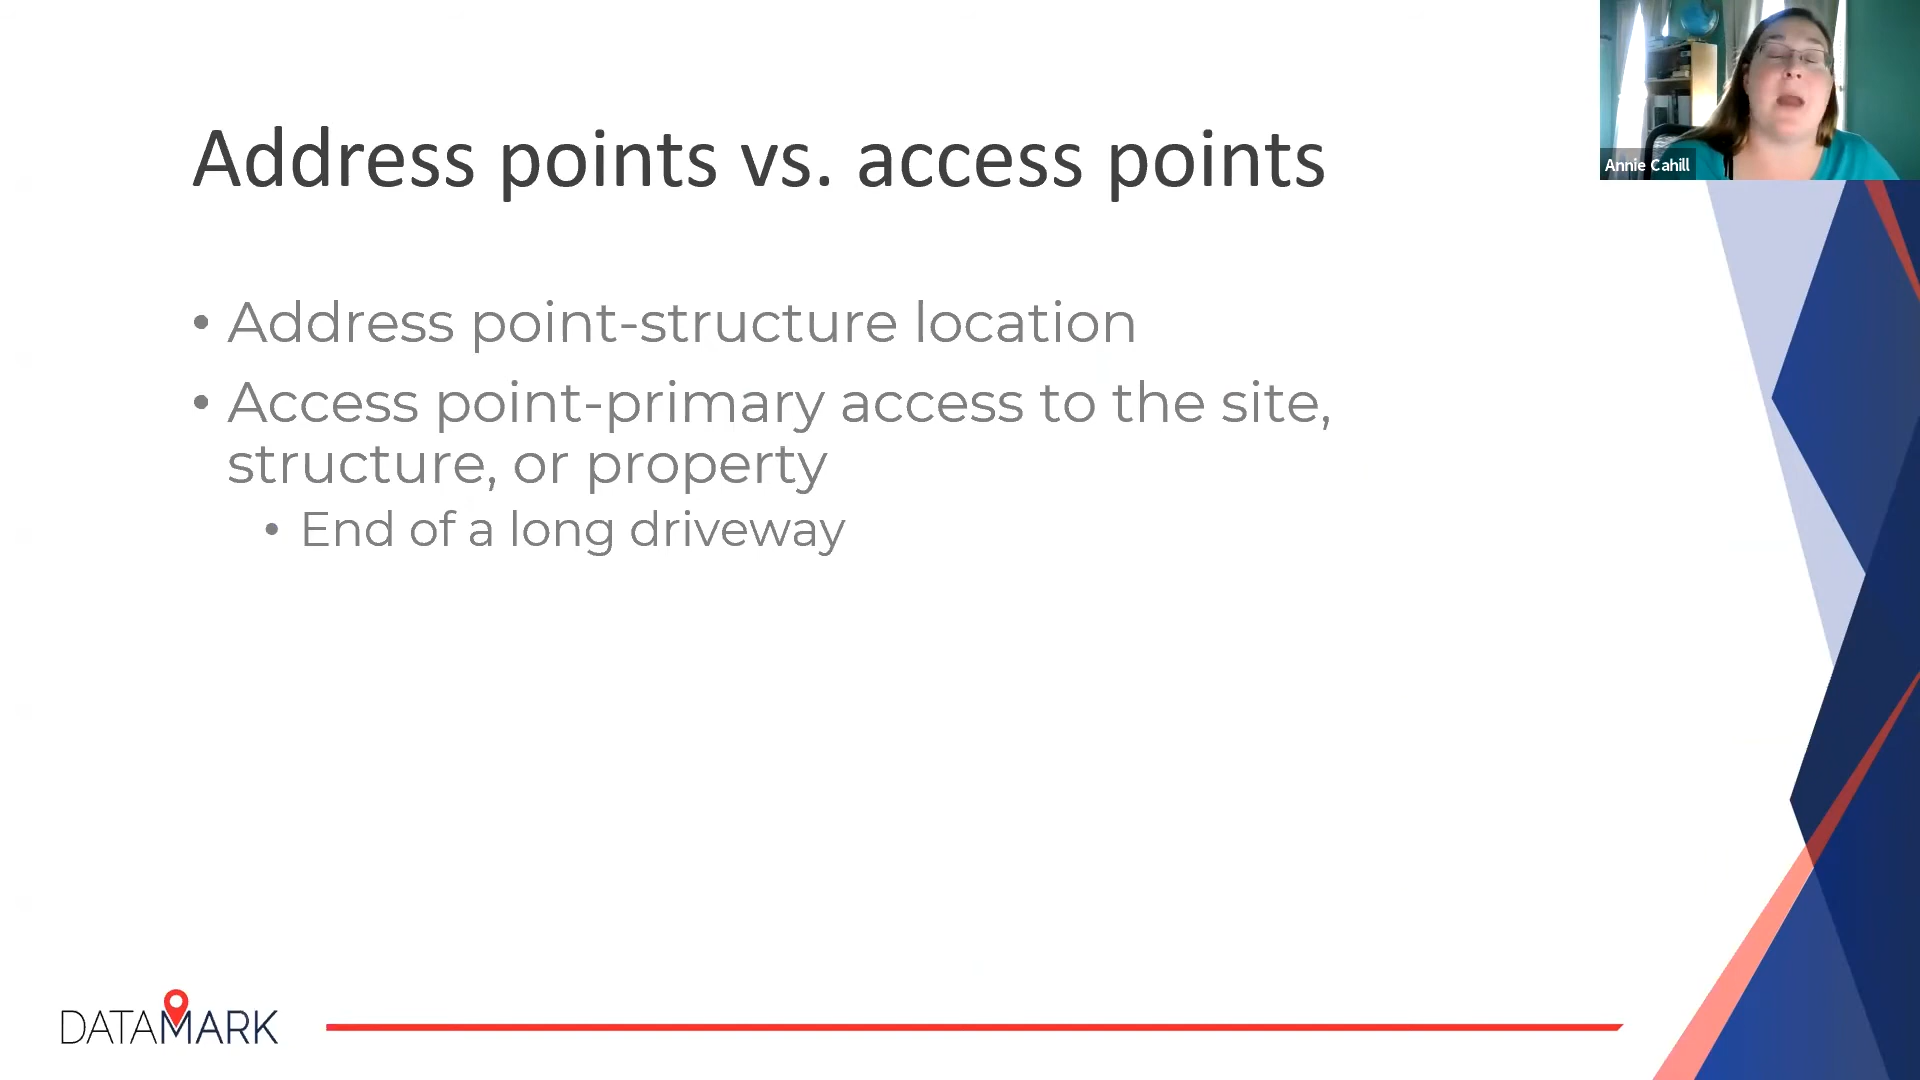 Address points vs. access points
Annie Cahill
• Address point-structure location
• Access point-primary access to the site,
structure, or property
• End of a long driveway
DATAMARK